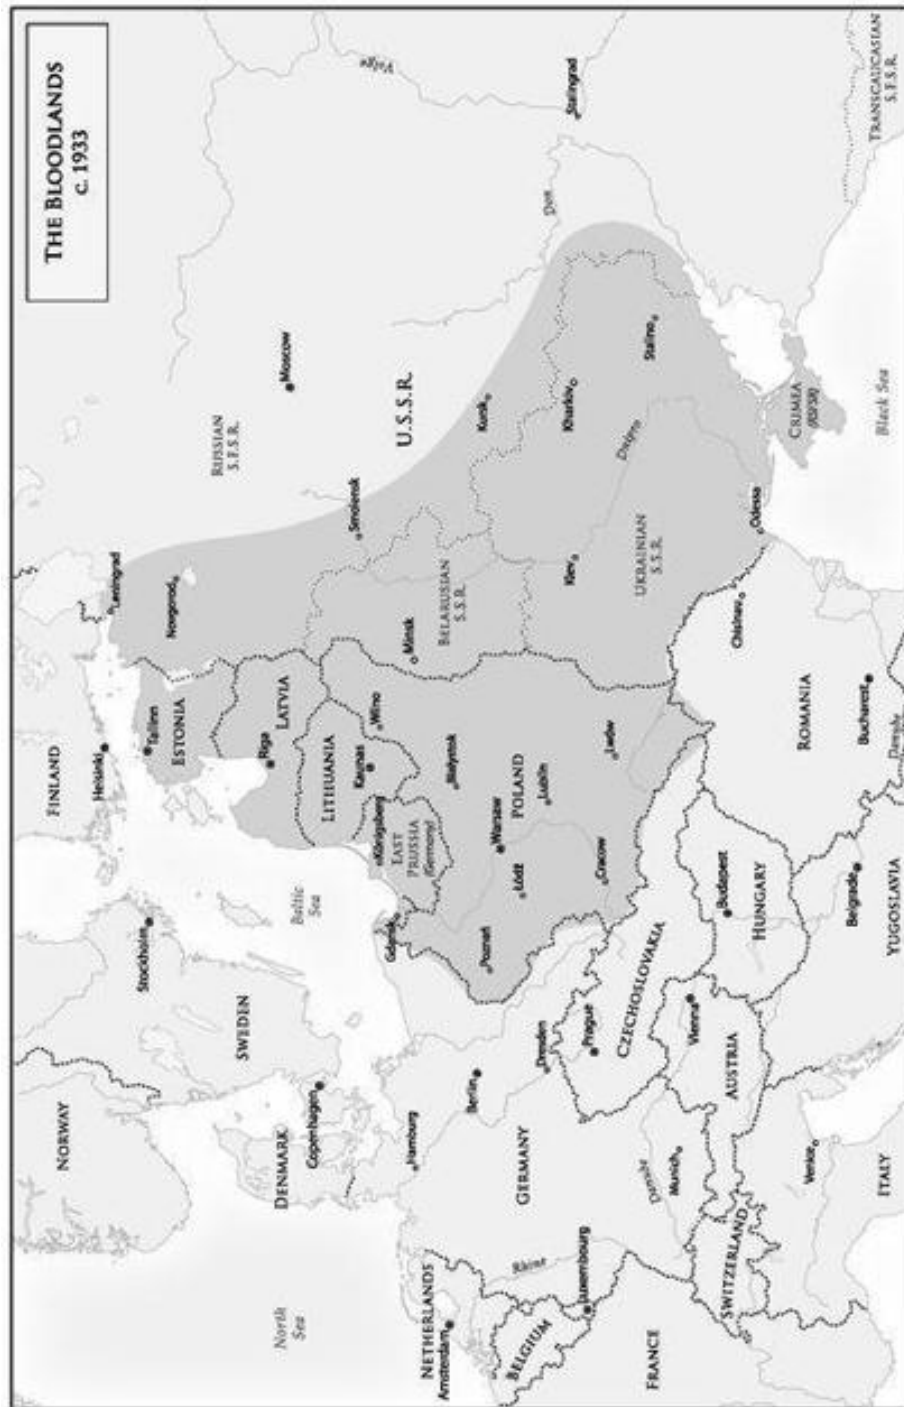 THE BLOODLANDS
c. 1933
NORWAY
SWEDEN
Stockholm
FINLAND
Helsinki
Leningrad
Novgorod
Tallinn
ESTONIA
Baltic
Sea
Riga
LATVIA
RUSSIAN
S.F.S.R.
Moscow
Volga
North
Sea
DENMARK
Copenhagen
LITHUANIA
Kaunas
Wilno
Smolensk
U.S.S.R.
Königsberg
EAST
PRUSSIA
(Germany)
Gdańsk
Hamburg
NETHERLANDS
Amsterdam
Berlin
Poznań
Warsaw
Białystok
POLAND
Minsk
BELARUSIAN
S.S.R.
Kursk
Don
Stalingrad
BELGIUM
Rhine
GERMANY
Łódź
Lublin
Dresden
Luxembourg
Prague
Cracow
Lwów
Kiev
Kharkiv
Dnipro
Stalino
UKRAINIAN
S.S.R.
CZECHOSLOVAKIA
FRANCE
Danube
Munich
Vienna
AUSTRIA
Budapest
HUNGARY
SWITZERLAND
Chisinau
Odessa
CRIMEA
(RSFSR)
ROMANIA
Bucharest
Danube
Black Sea
Venice
ITALY
Belgrade
YUGOSLAVIA
TRANSCAUCASIAN
S.F.S.R.